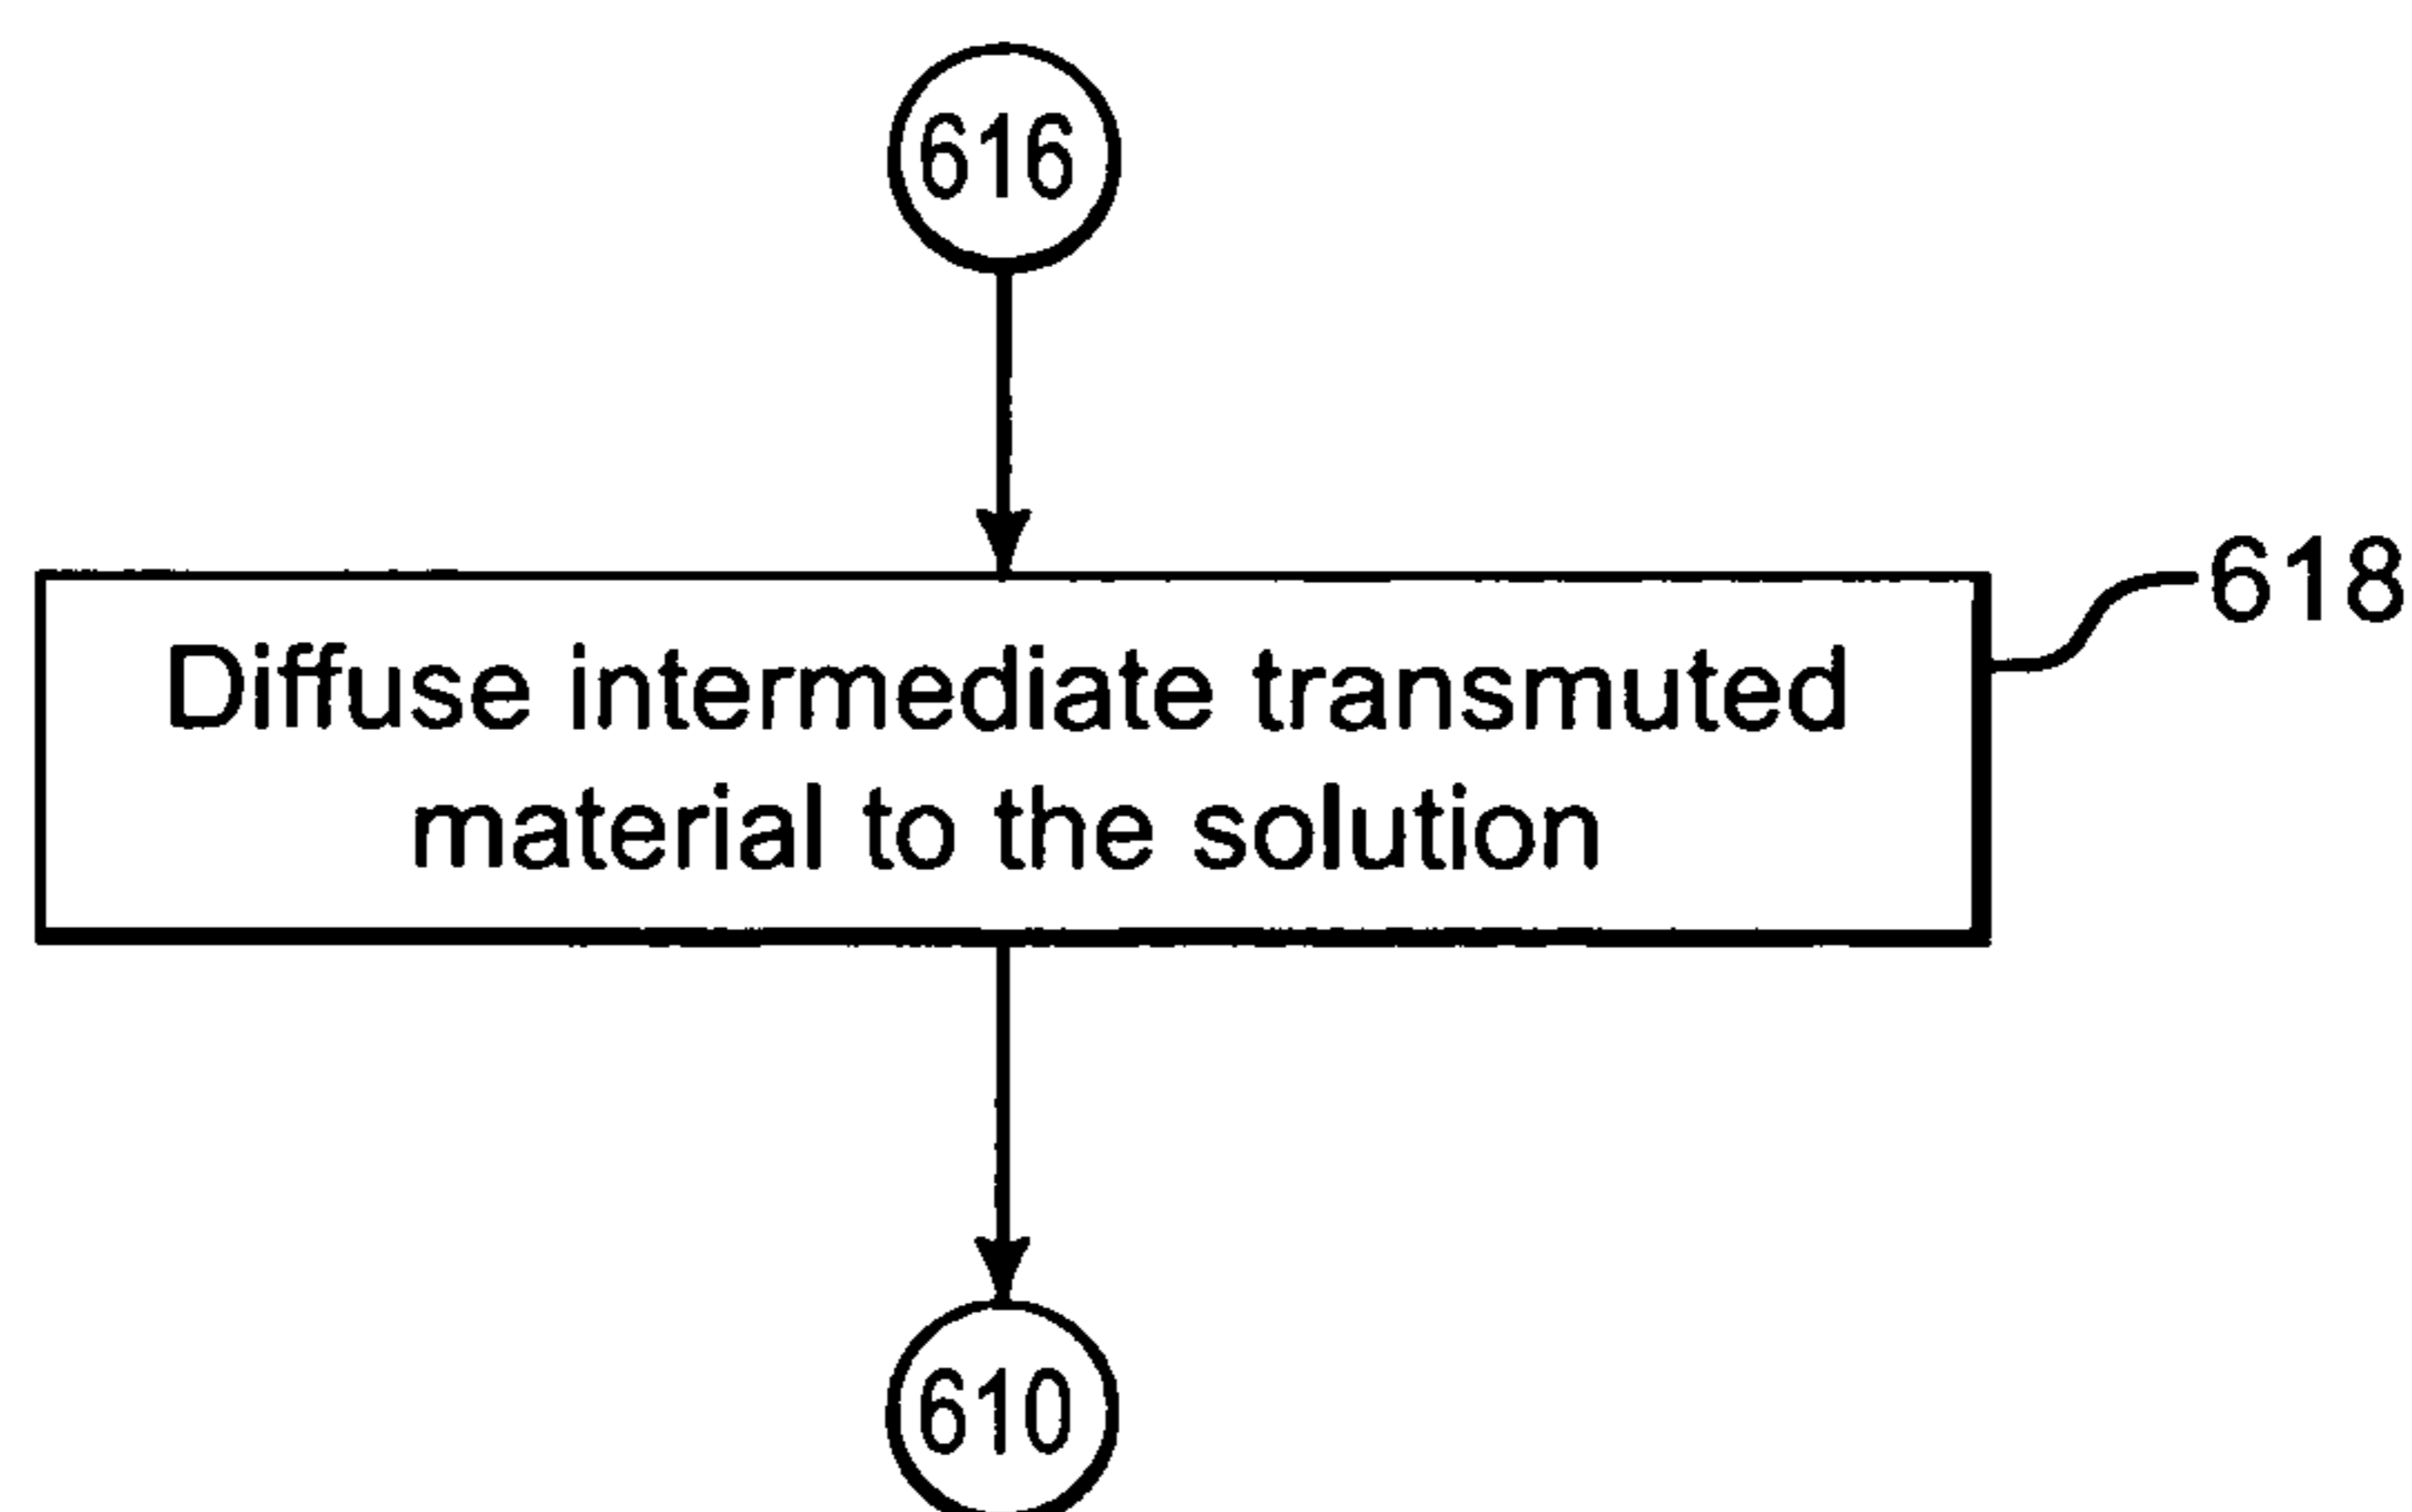 616
618
Diffuse intermediate transmuted
material to the solution
610